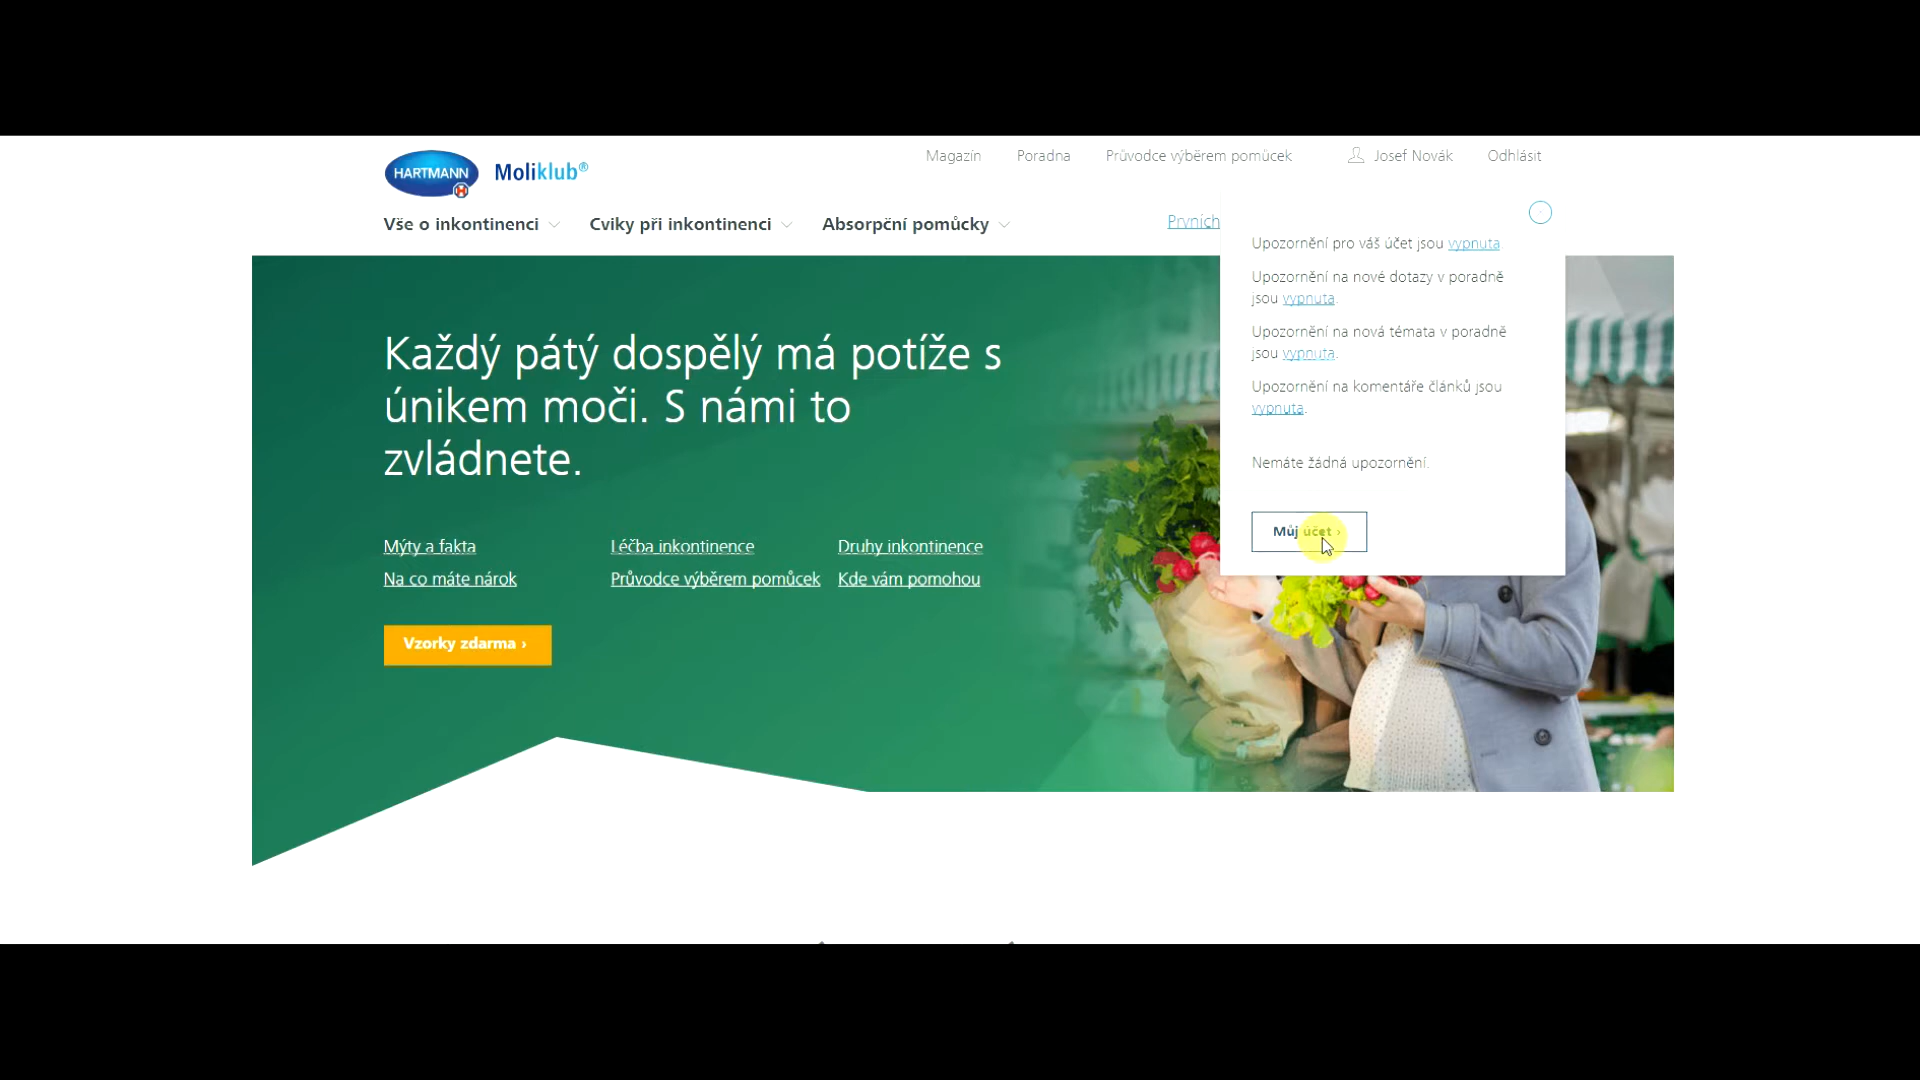 HARTMANN
Moliklub®
Magazín
Poradna
Průvodce výběrem pomůcek
Josef Novák
Odhlásit
Vše o inkontinenci
Cviky při inkontinenci
Absorpční pomůcky
Prvních
Upozornění pro váš účet jsou vypnuta
Upozornění na nové dotazy v poradně
jsou vypnuta.
Upozornění na nová témata v poradně
jsou vypnuta.
Upozornění na komentáře článků jsou
vypnuta.
Nemáte žádná upozornění.
Můj účet ›
Každý pátý dospělý má potíže s
únikem moči. S námi to
zvládnete.
Mýty a fakta
Léčba inkontinence
Druhy inkontinence
Na co máte nárok
Průvodce výběrem pomůcek
Kde vám pomohou
Vzorky zdarma ›